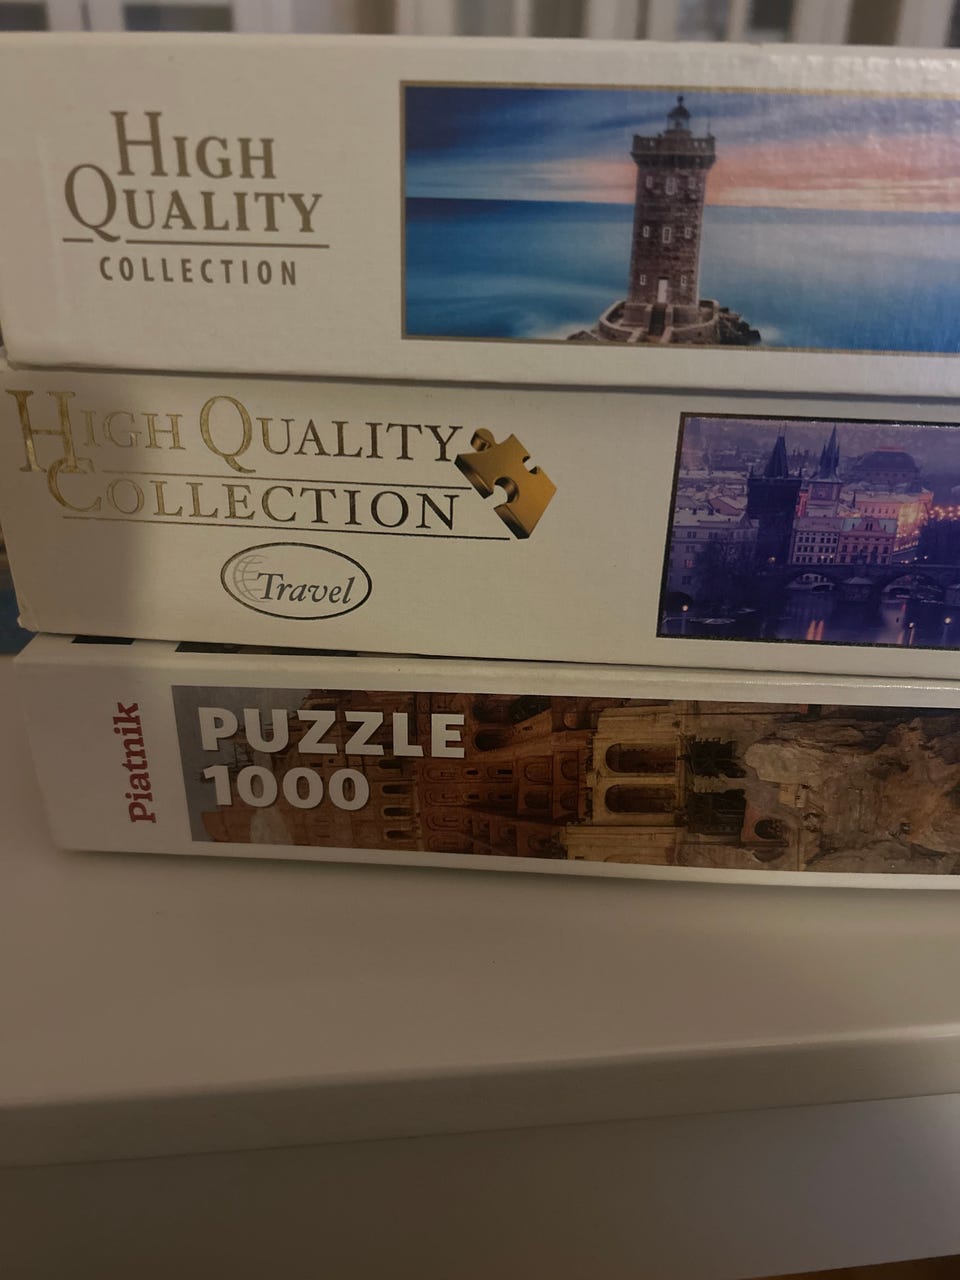 HIGH
QUALITY
COLLECTION
HIGH QUALITY
COLLECTION
Travel
Piatnik
PUZZLE
1000